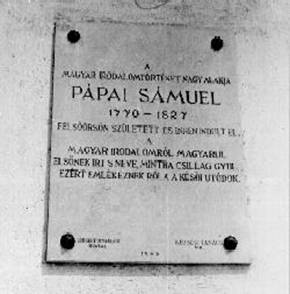 A
MAGYAR IRODALOMTÖRTÉNET NAGY ALAKJA
PÁPAI SÁMUEL
1770-1827
FELSŐÖRSÖN SZÜLETETT ÉS INNEN INDULT EL.
A
MAGYAR IRODALOMRÓL MAGYARUL
ELSŐNEK ÍRT S NEVE, MINTHA CSILLAG GYÚL
EZÉRT EMLÉKEZNEK RÓLA A KÉSŐI UTÓDOK.